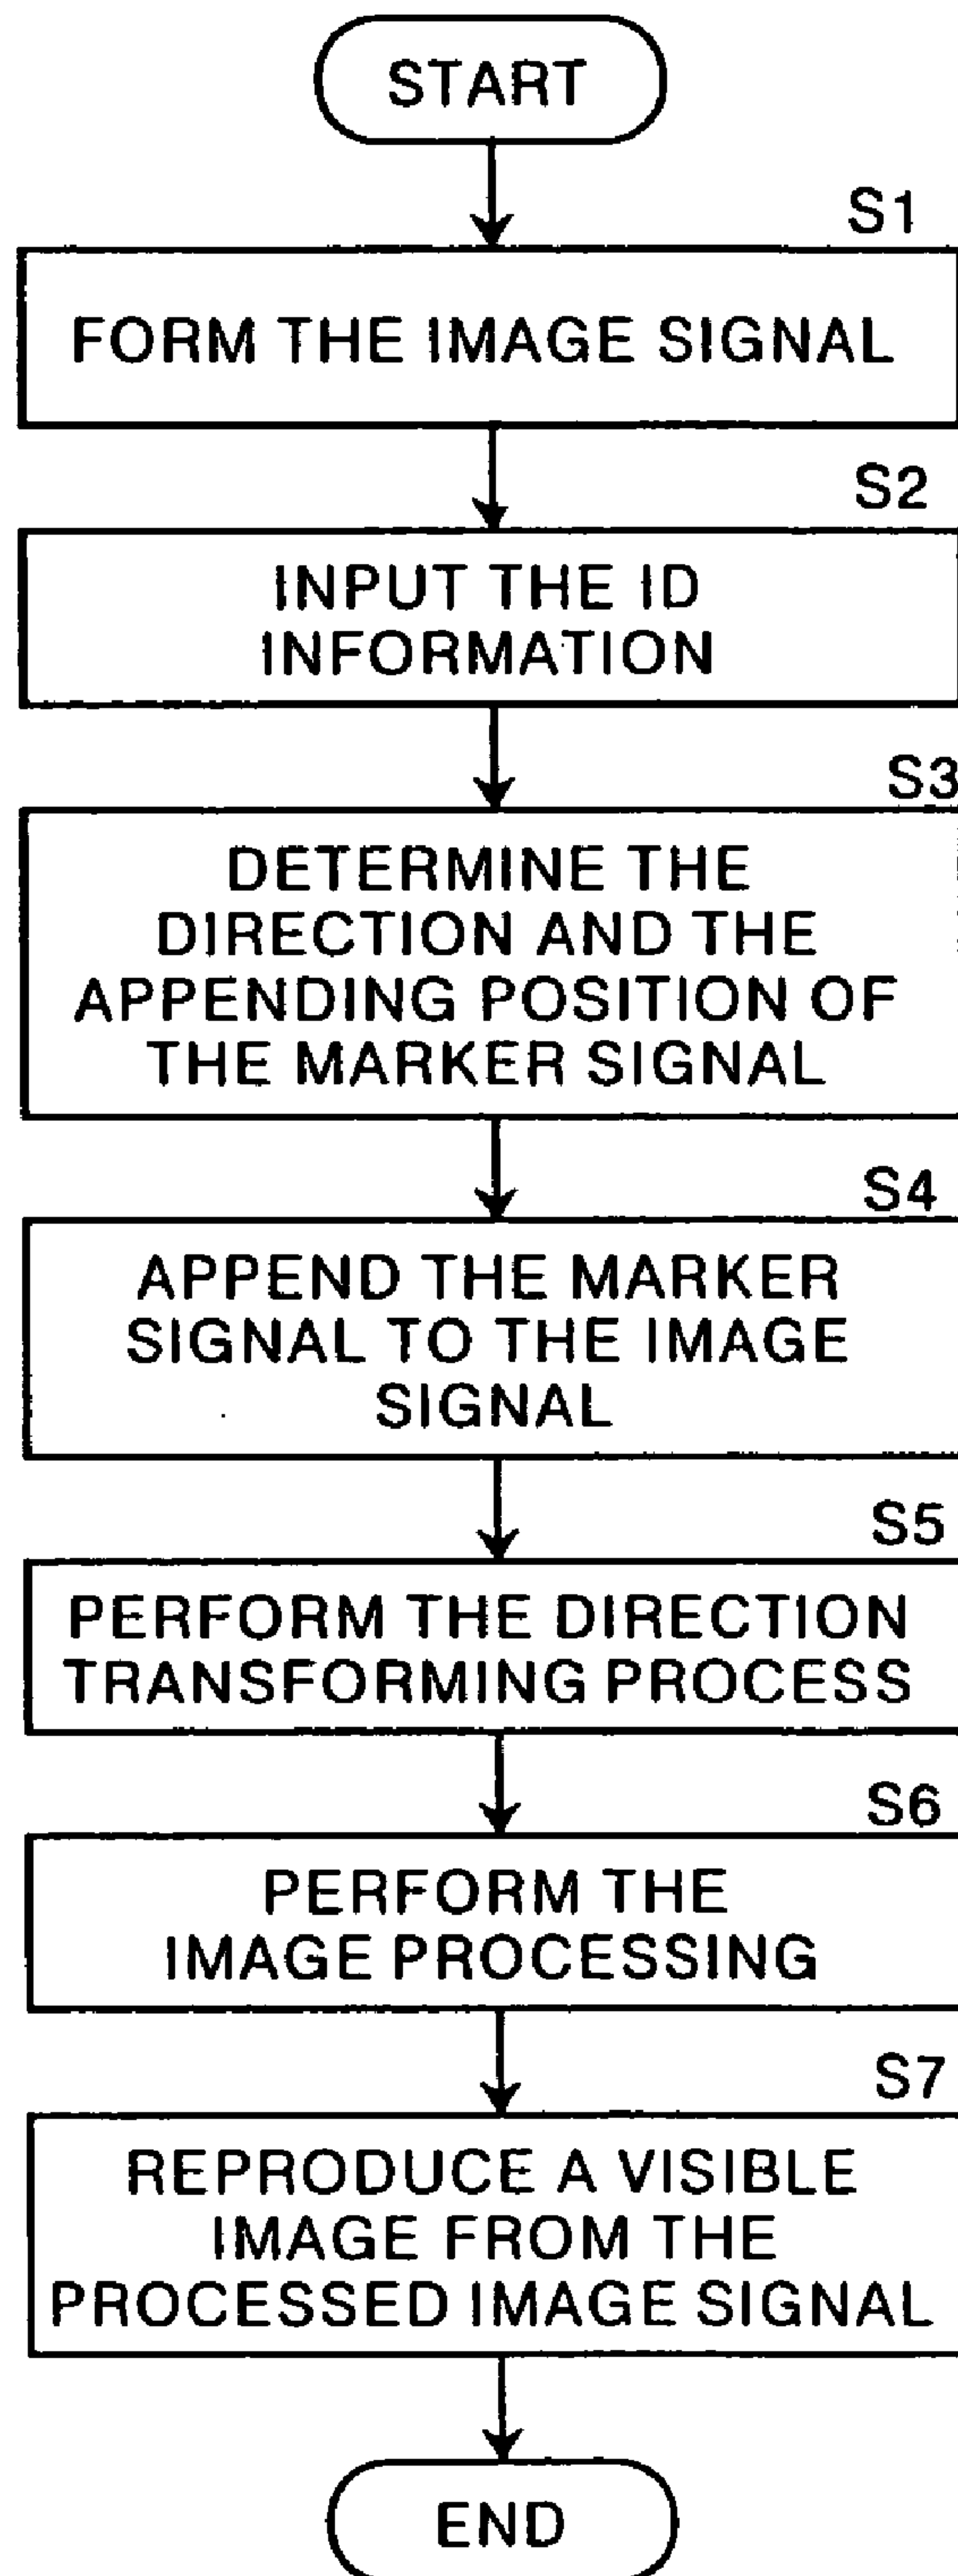 START
S1
FORM THE IMAGE SIGNAL
S2
INPUT THE ID
INFORMATION
S3
DETERMINE THE
DIRECTION AND THE
APPENDING POSITION OF
THE MARKER SIGNAL
S4
APPEND THE MARKER
SIGNAL TO THE IMAGE
SIGNAL
S5
PERFORM THE DIRECTION
TRANSFORMING PROCESS
S6
PERFORM THE
IMAGE PROCESSING
S7
REPRODUCE A VISIBLE
IMAGE FROM THE
PROCESSED IMAGE SIGNAL
END